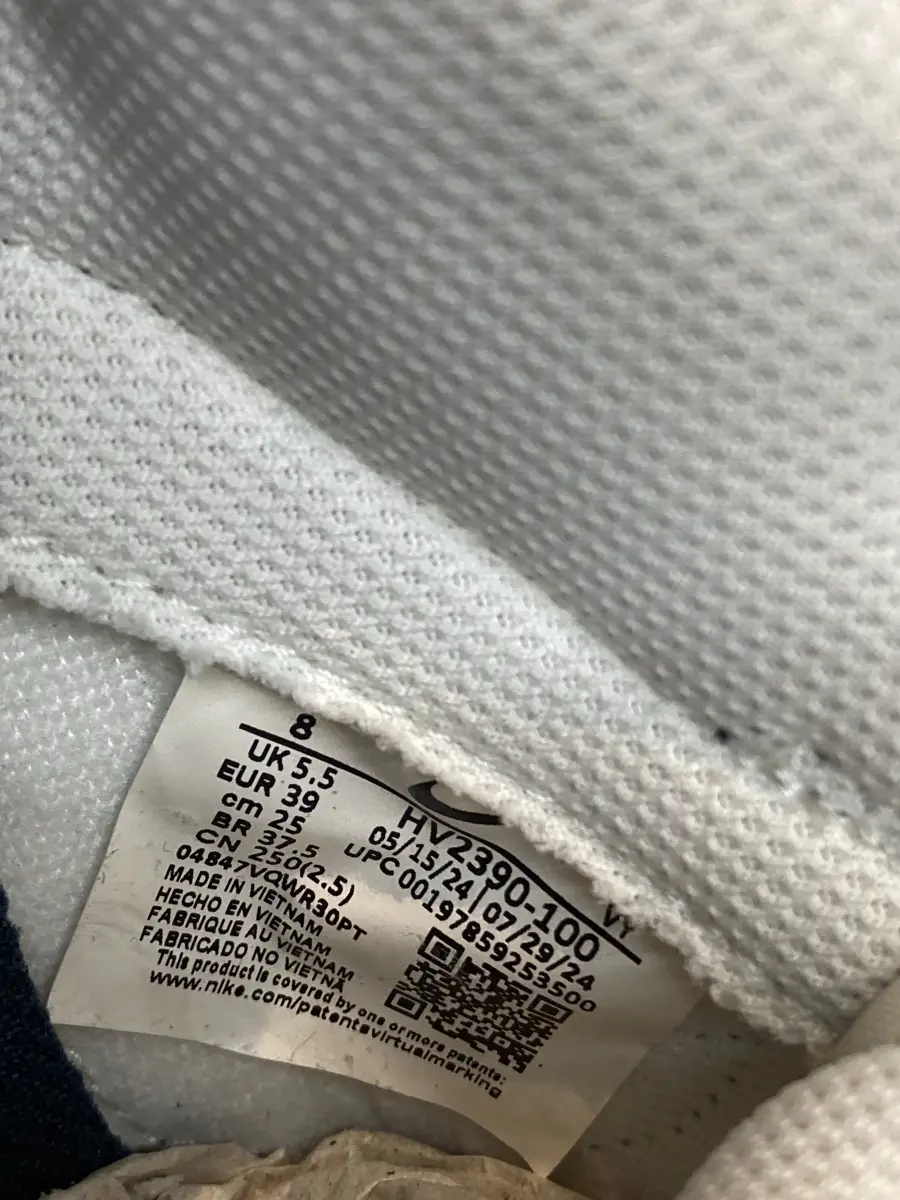 8
UK 5.5
EUR 39
cm 25
BR 37.5
CN 250(2.5)
04847VQWR30PT
MADE IN VIETNAM
HECHO EN VIETNAM
FABRIQUE AU VIETNAM
FABRICADO NO VIETNÃ
This product is covered by one or more patents:
www.nike.com/patentsvirtualmarking
VY
HV2390-100
05/15/24 | 07/29/24
UPC 00197859253500